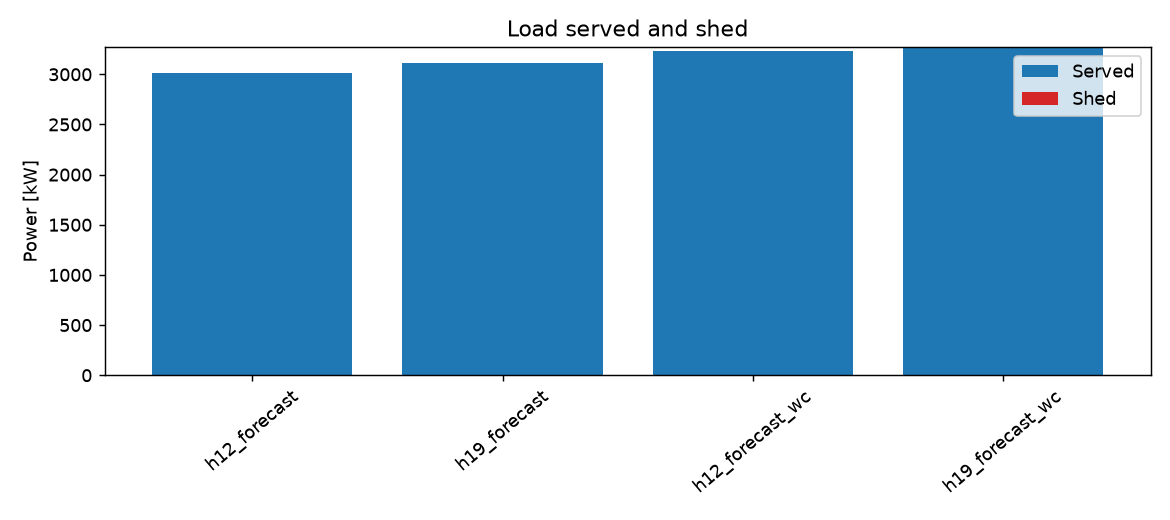 Load served and shed
Power [kW]
3000
2500
2000
1500
1000
500
0
Served
Shed
h12_forecast
h19_forecast
h12_forecast_wc
h19_forecast_wc